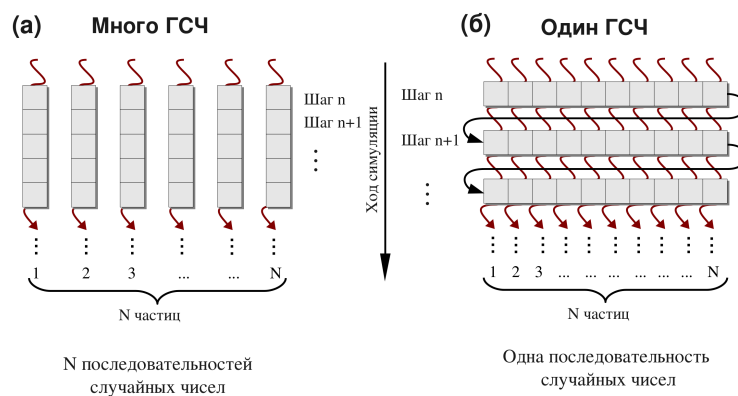 (а) Много ГСЧ
Шаг n
Шаг n+1
⋮
1 2 3 ... ... N
N частиц
N последовательностей
случайных чисел
Ход симуляции
(б) Один ГСЧ
Шаг n
Шаг n+1
⋮
1 2 3 ... ... ... ... ... ... N
N частиц
Одна последовательность
случайных чисел